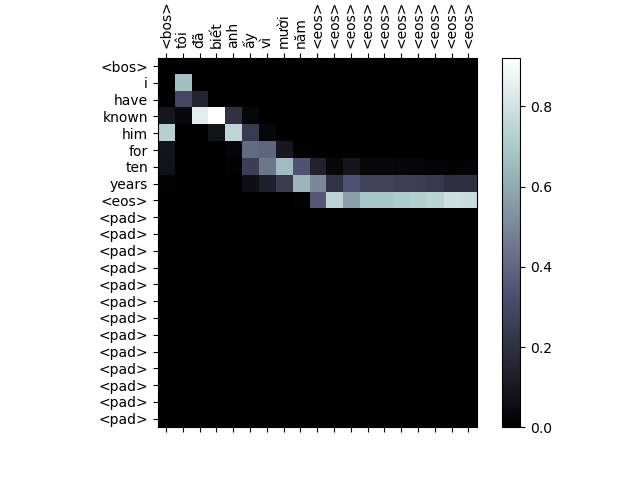 <bos> tôi đã biết anh ấy vì mười năm <eos> <eos> <eos> <eos> <eos> <eos> <eos> <eos> <eos> <eos>
<bos>
i
have
known
him
for
ten
years
<eos>
<pad>
<pad>
<pad>
<pad>
<pad>
<pad>
<pad>
<pad>
<pad>
<pad>
<pad>
<pad>
<pad>
0.8
0.6
0.4
0.2
0.0